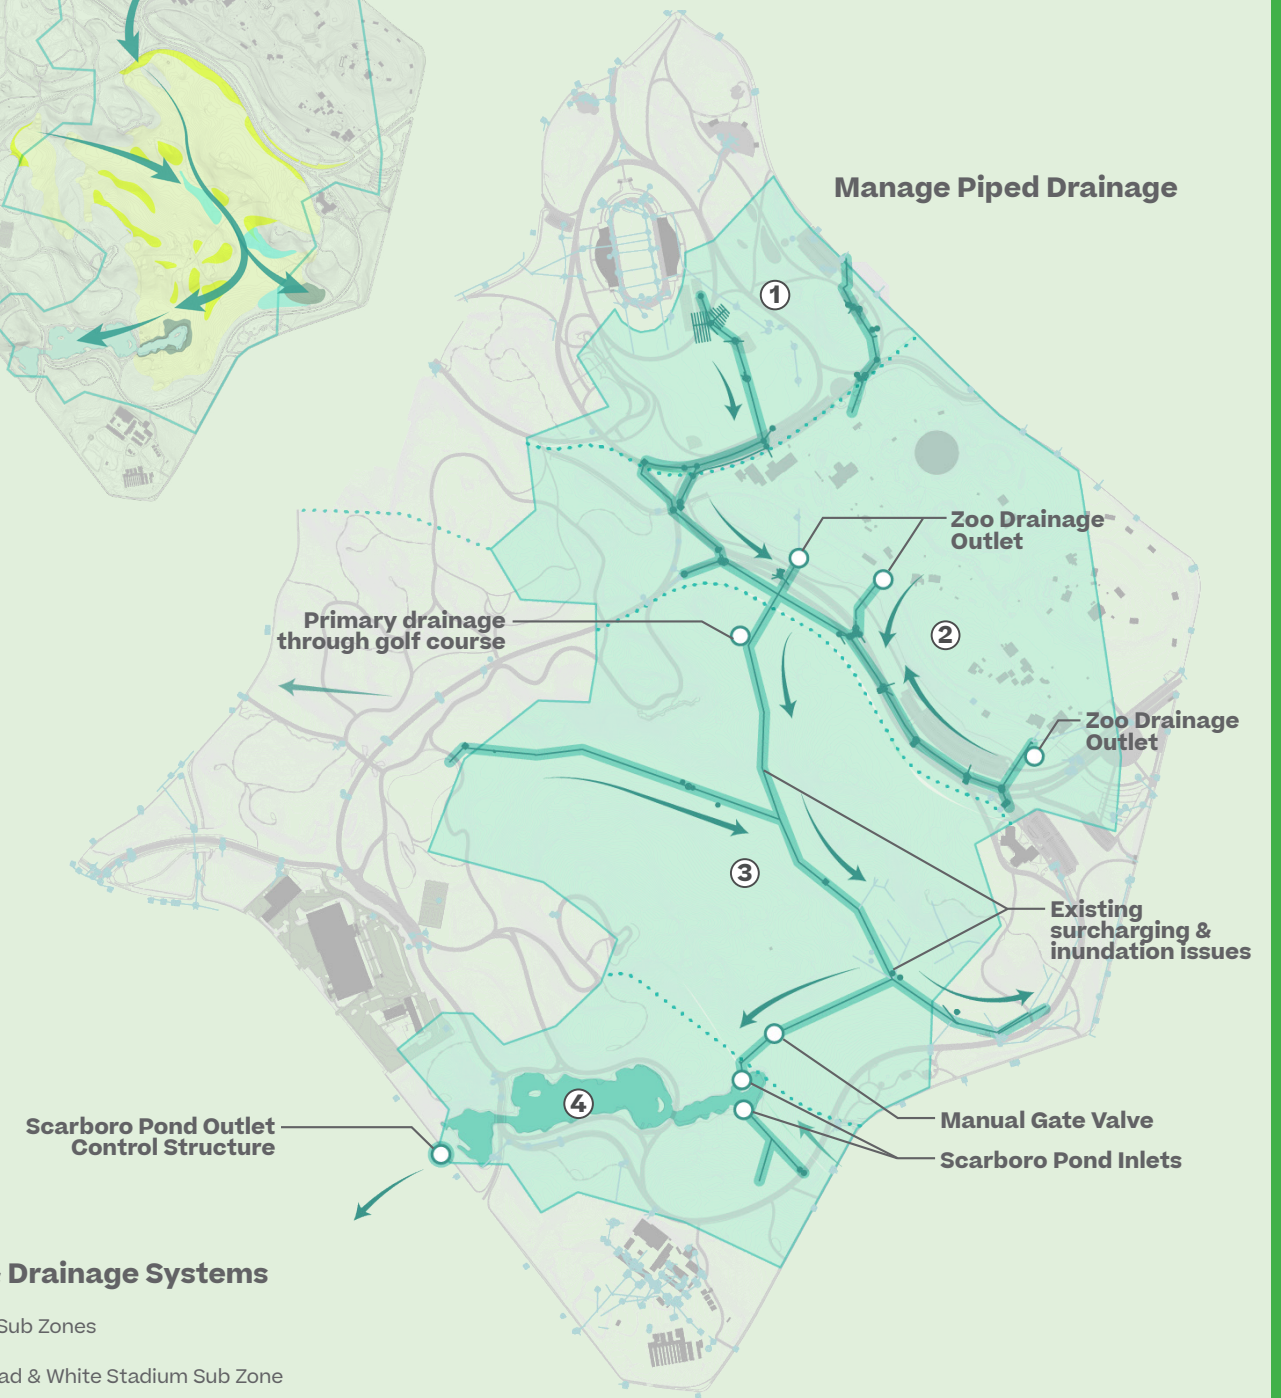 Manage Piped Drainage
1
Zoo Drainage
Outlet
Primary drainage
through golf course
2
Zoo Drainage
Outlet
3
Existing
surcharging &
inundation issues
4
Scarboro Pond Outlet
Control Structure
Manual Gate Valve
Scarboro Pond Inlets
Drainage Systems
Sub Zones
& White Stadium Sub Zone